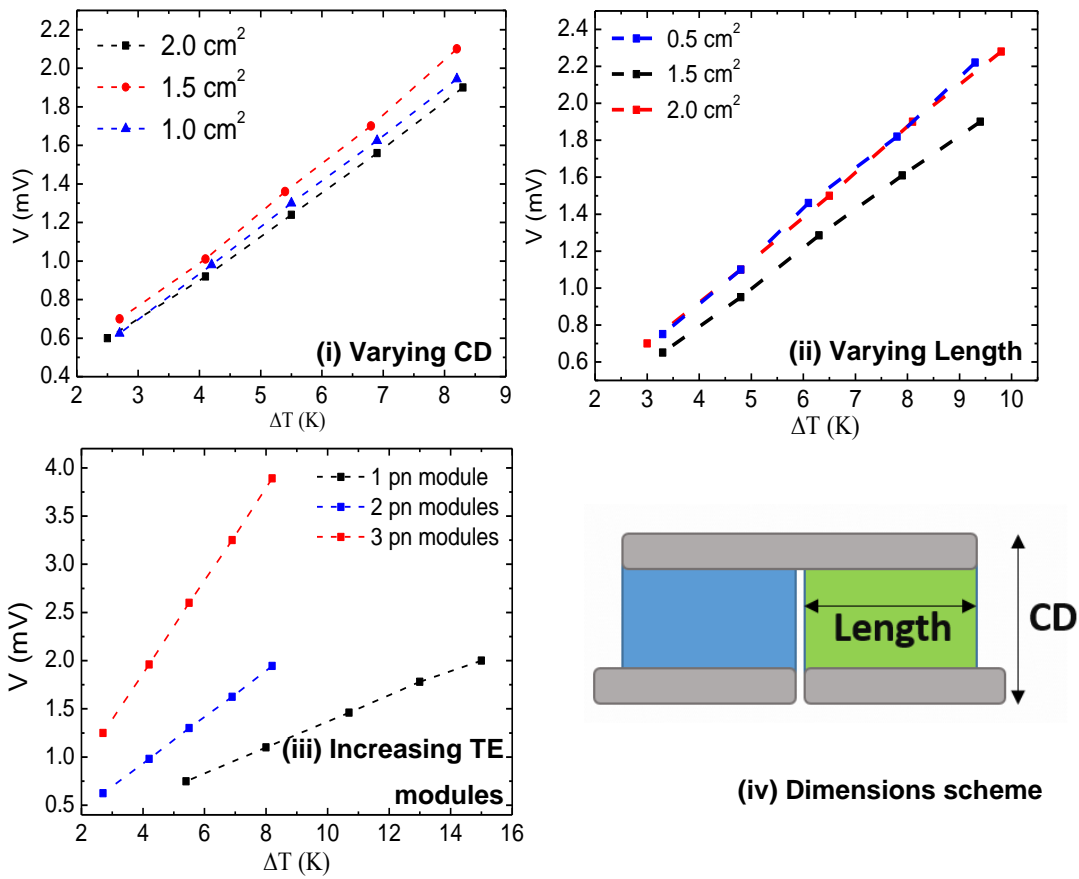 2.0 cm²
1.5 cm²
1.0 cm²
V (mV)
2.2
2.0
1.8
1.6
1.4
1.2
1.0
0.8
0.6
0.4
2 3 4 5 6 7 8 9
ΔT (K)
(i) Varying CD
0.5 cm²
1.5 cm²
2.0 cm²
V (mV)
2.4
2.2
2.0
1.8
1.6
1.4
1.2
1.0
0.8
0.6
2 3 4 5 6 7 8 9 10
ΔT (K)
(ii) Varying Length
1 pn module
2 pn modules
3 pn modules
V (mV)
4.0
3.5
3.0
2.5
2.0
1.5
1.0
0.5
2 4 6 8 10 12 14 16
ΔT (K)
(iii) Increasing TE
modules
Length
CD
(iv) Dimensions scheme